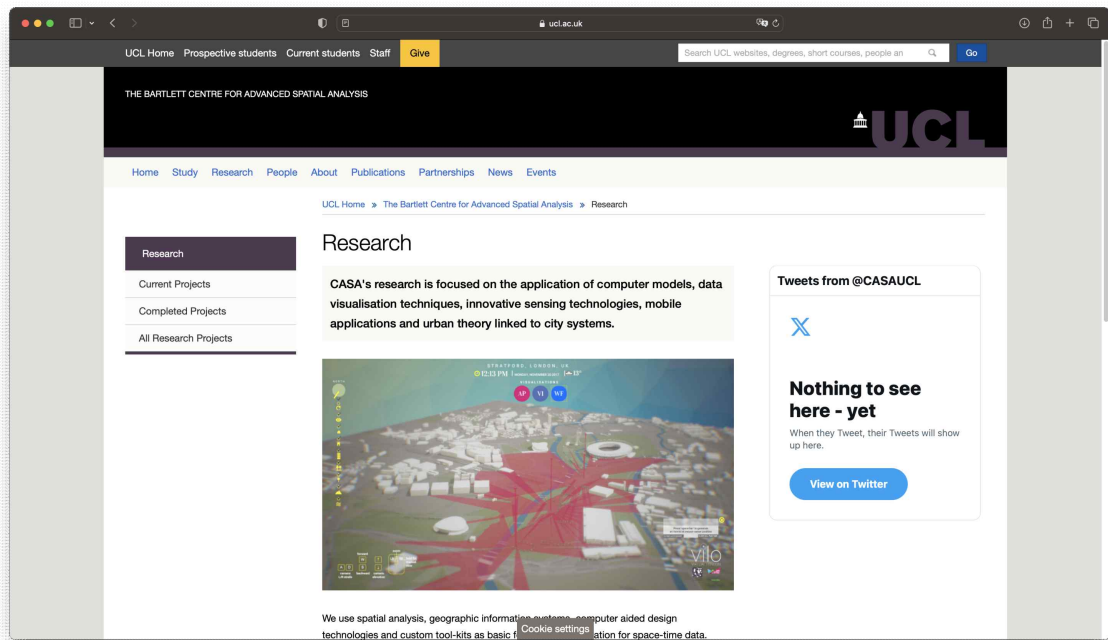 ucl.ac.uk
UCL Home Prospective students Current students Staff Give
Search UCL websites, degrees, short courses, people an
Go
THE BARTLETT CENTRE FOR ADVANCED SPATIAL ANALYSIS
UCL
Home Study Research People About Publications Partnerships News Events
UCL Home » The Bartlett Centre for Advanced Spatial Analysis » Research
Research
Current Projects
Completed Projects
All Research Projects
Research
CASA's research is focused on the application of computer models, data
visualisation techniques, innovative sensing technologies, mobile
applications and urban theory linked to city systems.
STRATFORD, LONDON, UK
12:13 PM
13°
VISUALISATIONS
AP VI WF
vilo
We use spatial analysis, geographic information systems, computer aided design
technologies and custom tool-kits as basic ation for space-time data.
Cookie settings
Tweets from @CASAUCL
Nothing to see
here - yet
When they Tweet, their Tweets will show
up here.
View on Twitter